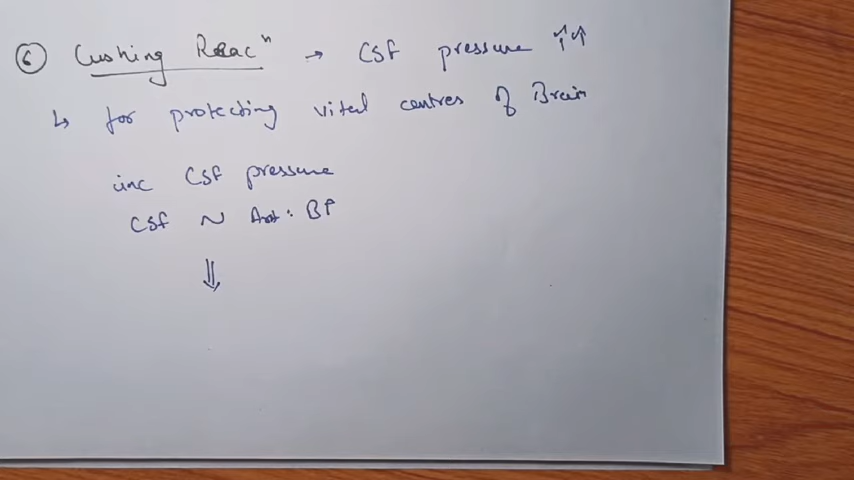 6 Cushing Reacⁿ → CSF pressure ↑↑
↳ for protecting vital centres of Brain
inc CSF pressure
CSF ~ Art: BP
⇓